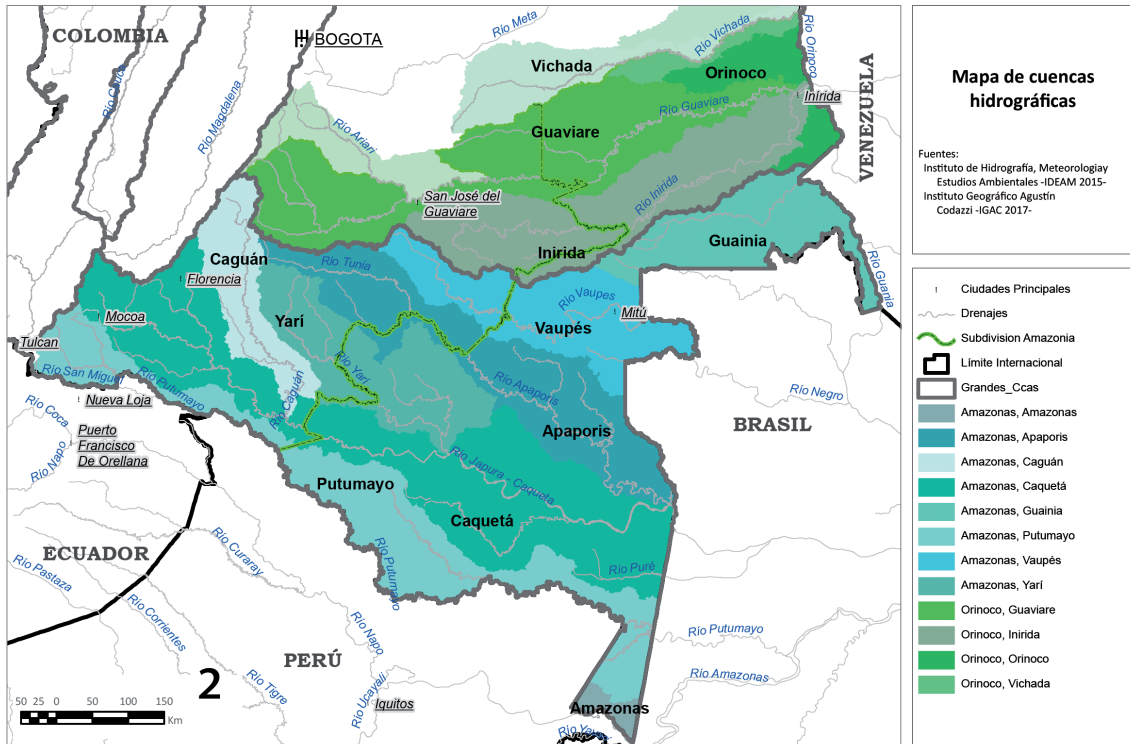 COLOMBIA
BOGOTA
Río Meta
Río Vichada
Río Orinoco
VENEZUELA
Río Cauca
Río Magdalena
Vichada
Orinoco
Inírida
Río Guaviare
Guaviare
Río Ariari
San José del
Guaviare
Río Inirida
Inirida
Guainia
Río Guania
Caguán
Río Tunia
Florencia
Río Vaupes
Mitú
Vaupés
Yarí
Mocoa
Tulcan
Río San Miguel
Río Putumayo
Río Yarí
Río Caguán
Río Apaporis
Río Negro
Nueva Loja
Río Coca
Puerto
Francisco
De Orellana
Río Napo
BRASIL
Apaporis
Río Japura - Caqueta
Putumayo
Caquetá
ECUADOR
Río Curaray
Río Pastaza
Río Putumayo
Río Puré
Río Corrientes
Río Napo
Río Putumayo
PERÚ
Río Amazonas
Río Tigre
Río Ucayali
Iquitos
Amazonas
2
50 25 0 50 100 150
Km
Mapa de cuencas
hidrográficas
Fuentes:
Instituto de Hidrografía, Meteorologiay
Estudios Ambientales -IDEAM 2015-
Instituto Geográfico Agustín
Codazzi -IGAC 2017-
Ciudades Principales
Drenajes
Subdivision Amazonia
Límite Internacional
Grandes_Ccas
Amazonas, Amazonas
Amazonas, Apaporis
Amazonas, Caguán
Amazonas, Caquetá
Amazonas, Guainia
Amazonas, Putumayo
Amazonas, Vaupés
Amazonas, Yarí
Orinoco, Guaviare
Orinoco, Inirida
Orinoco, Orinoco
Orinoco, Vichada